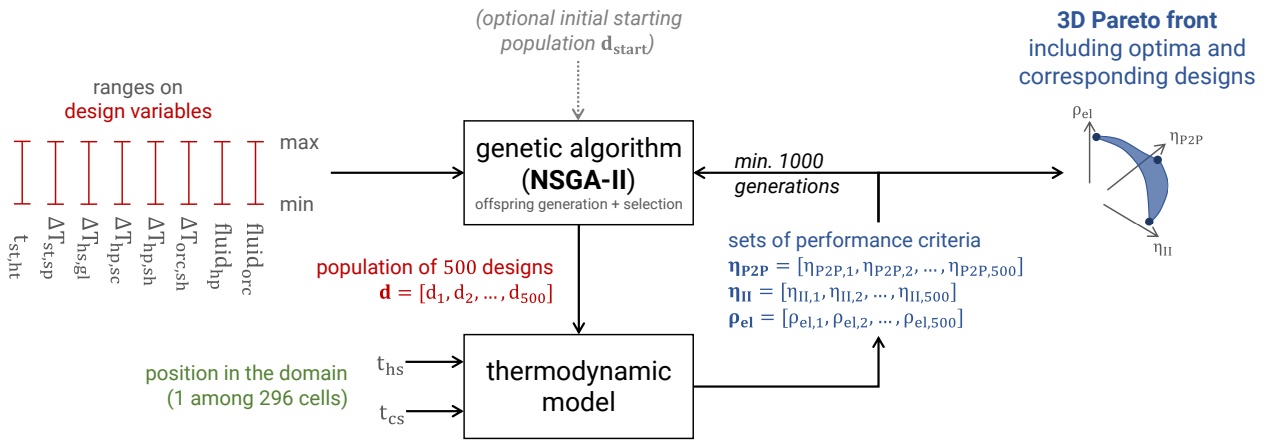 (optional initial starting
population d_start)
3D Pareto front
including optima and
corresponding designs
ranges on
design variables
max
min
t_st,ht
ΔT_st,sp
ΔT_hs,gl
ΔT_hp,sc
ΔT_hp,sh
ΔT_orc,sh
fluid_hp
fluid_orc
genetic algorithm
(NSGA-II)
offspring generation + selection
min. 1000
generations
ρ_el
η_P2P
η_II
population of 500 designs
d = [d_1, d_2, ..., d_500]
sets of performance criteria
η_P2P = [η_P2P,1, η_P2P,2, ..., η_P2P,500]
η_II = [η_II,1, η_II,2, ..., η_II,500]
ρ_el = [ρ_el,1, ρ_el,2, ..., ρ_el,500]
position in the domain
(1 among 296 cells)
t_hs
t_cs
thermodynamic
model